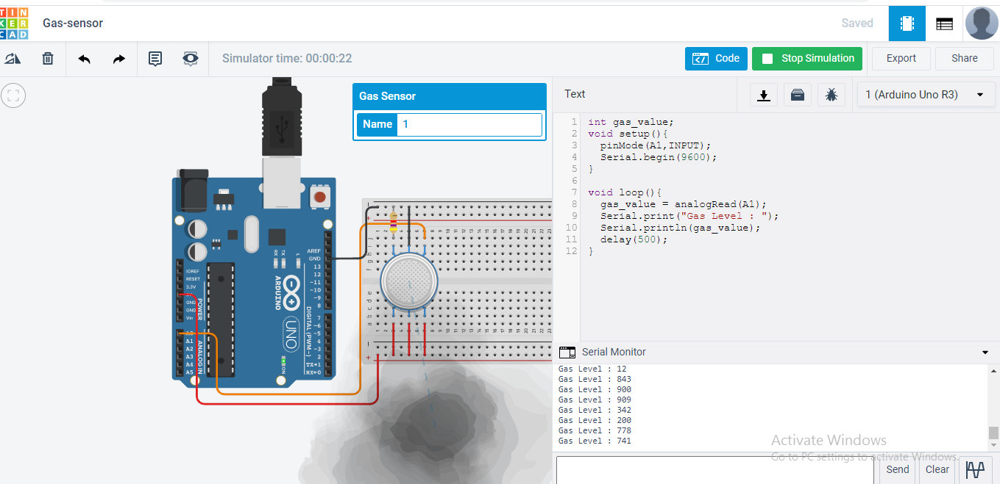 TIN
KER
CAD
Gas-sensor
Saved
Simulator time: 00:00:22
Code
Stop Simulation
Export
Share
Gas Sensor
Name 1
AREF
GND
13
12
~11
~10
~9
8
7
~6
~5
4
~3
2
TX→1
RX←0
DIGITAL (PWM~)
RX
TX
L
ARDUINO
UNO
ON
IOREF
RESET
3.3V
GND
GND
Vin
POWER
A0
A1
A2
A3
A4
A5
ANALOG IN
Text
1 (Arduino Uno R3)
1 int gas_value;
2 void setup(){
3 pinMode(A1,INPUT);
4 Serial.begin(9600);
5 }
6
7 void loop(){
8 gas_value = analogRead(A1);
9 Serial.print("Gas Level : ");
10 Serial.println(gas_value);
11 delay(500);
12 }
Serial Monitor
Gas Level : 12
Gas Level : 843
Gas Level : 900
Gas Level : 909
Gas Level : 342
Gas Level : 200
Gas Level : 778
Gas Level : 741
Activate Windows
Go to PC settings to activate Windows.
Send
Clear